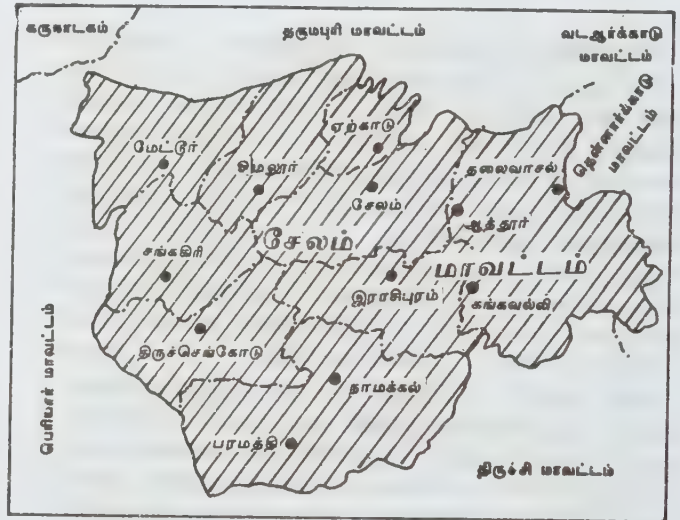 கருநாடகம்
தருமபுரி மாவட்டம்
வடஆர்க்காடு
மாவட்டம்
தென்னார்க்காடு
மாவட்டம்
ஏற்காடு
மேட்டூர்
ஓமலூர்
சேலம்
தலைவாசல்
ஆத்தூர்
சேலம்
மாவட்டம்
சங்ககிரி
இராசிபுரம்
கங்கவல்லி
திருச்செங்கோடு
நாமக்கல்
பரமத்தி
பெரியார் மாவட்டம்
திருச்சி மாவட்டம்